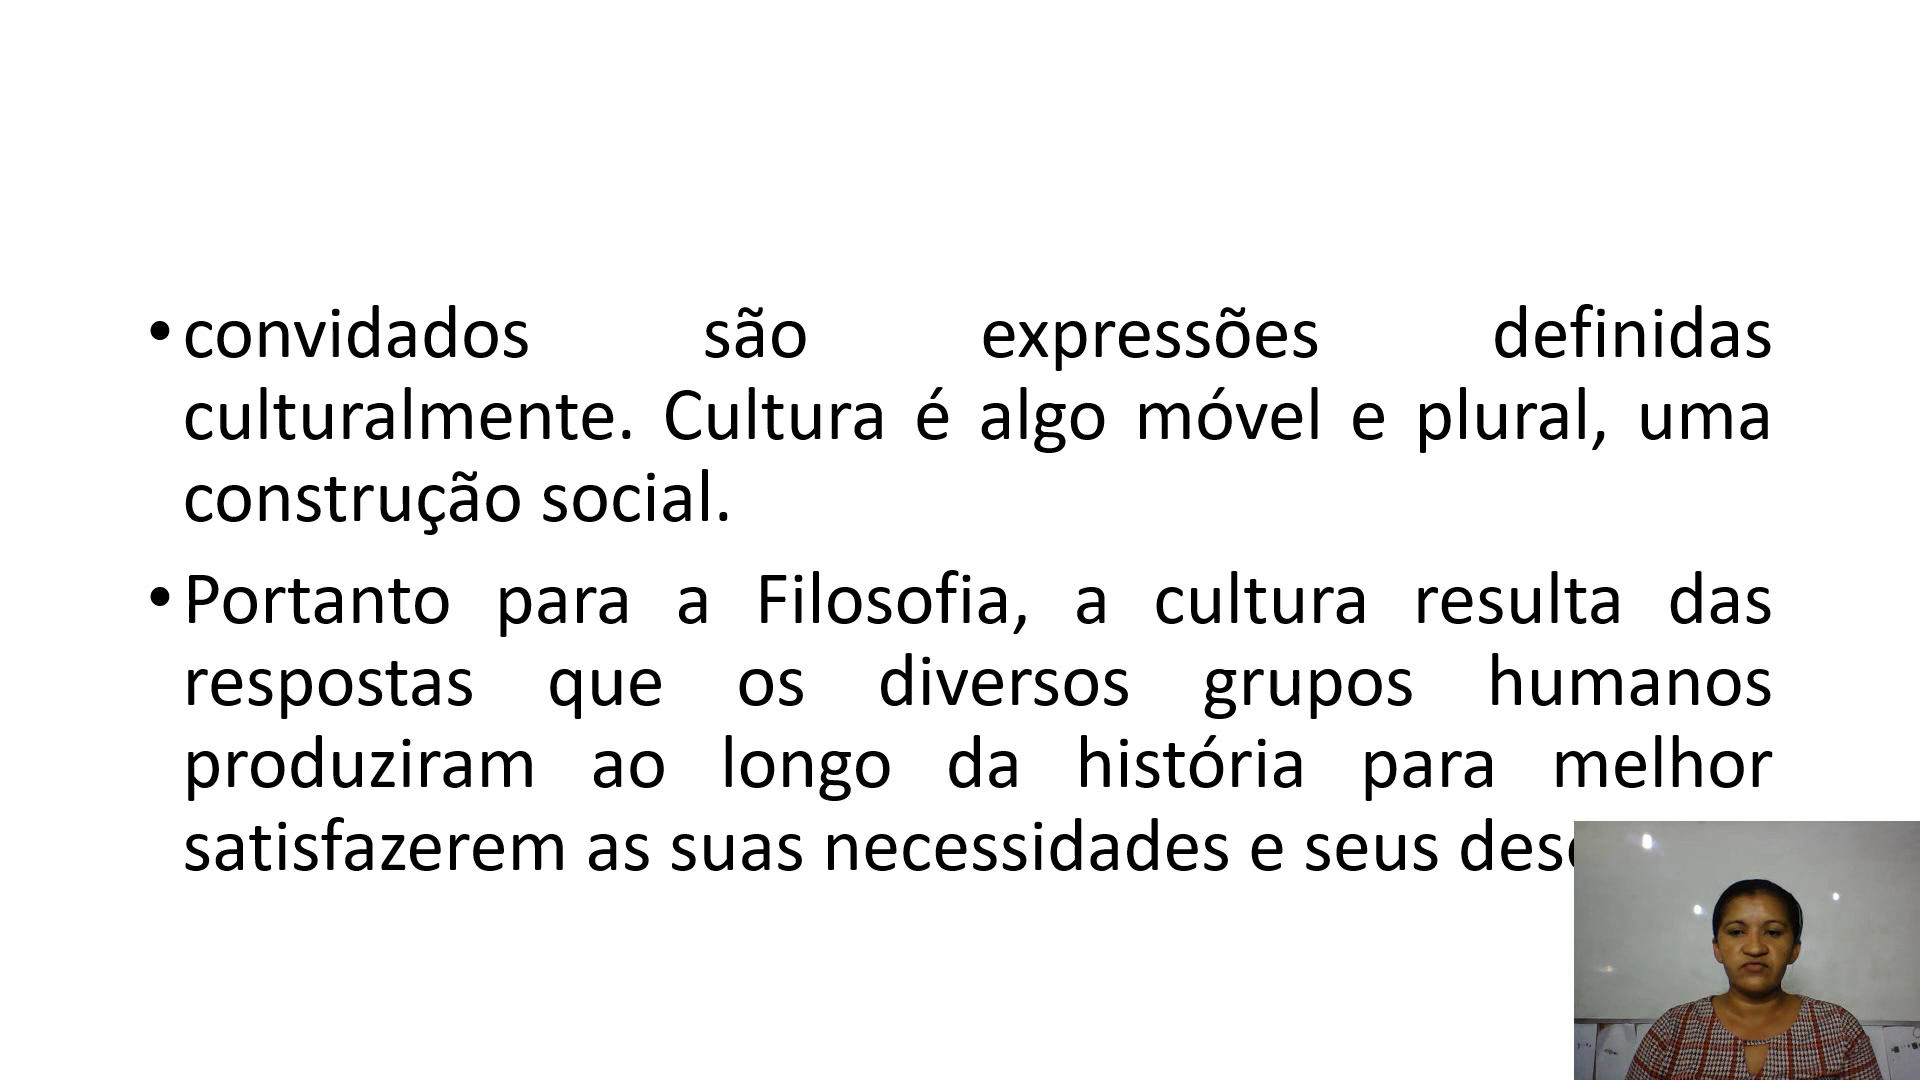 • convidados são expressões definidas
culturalmente. Cultura é algo móvel e plural, uma
construção social.
• Portanto para a Filosofia, a cultura resulta das
respostas que os diversos grupos humanos
produziram ao longo da história para melhor
satisfazerem as suas necessidades e seus